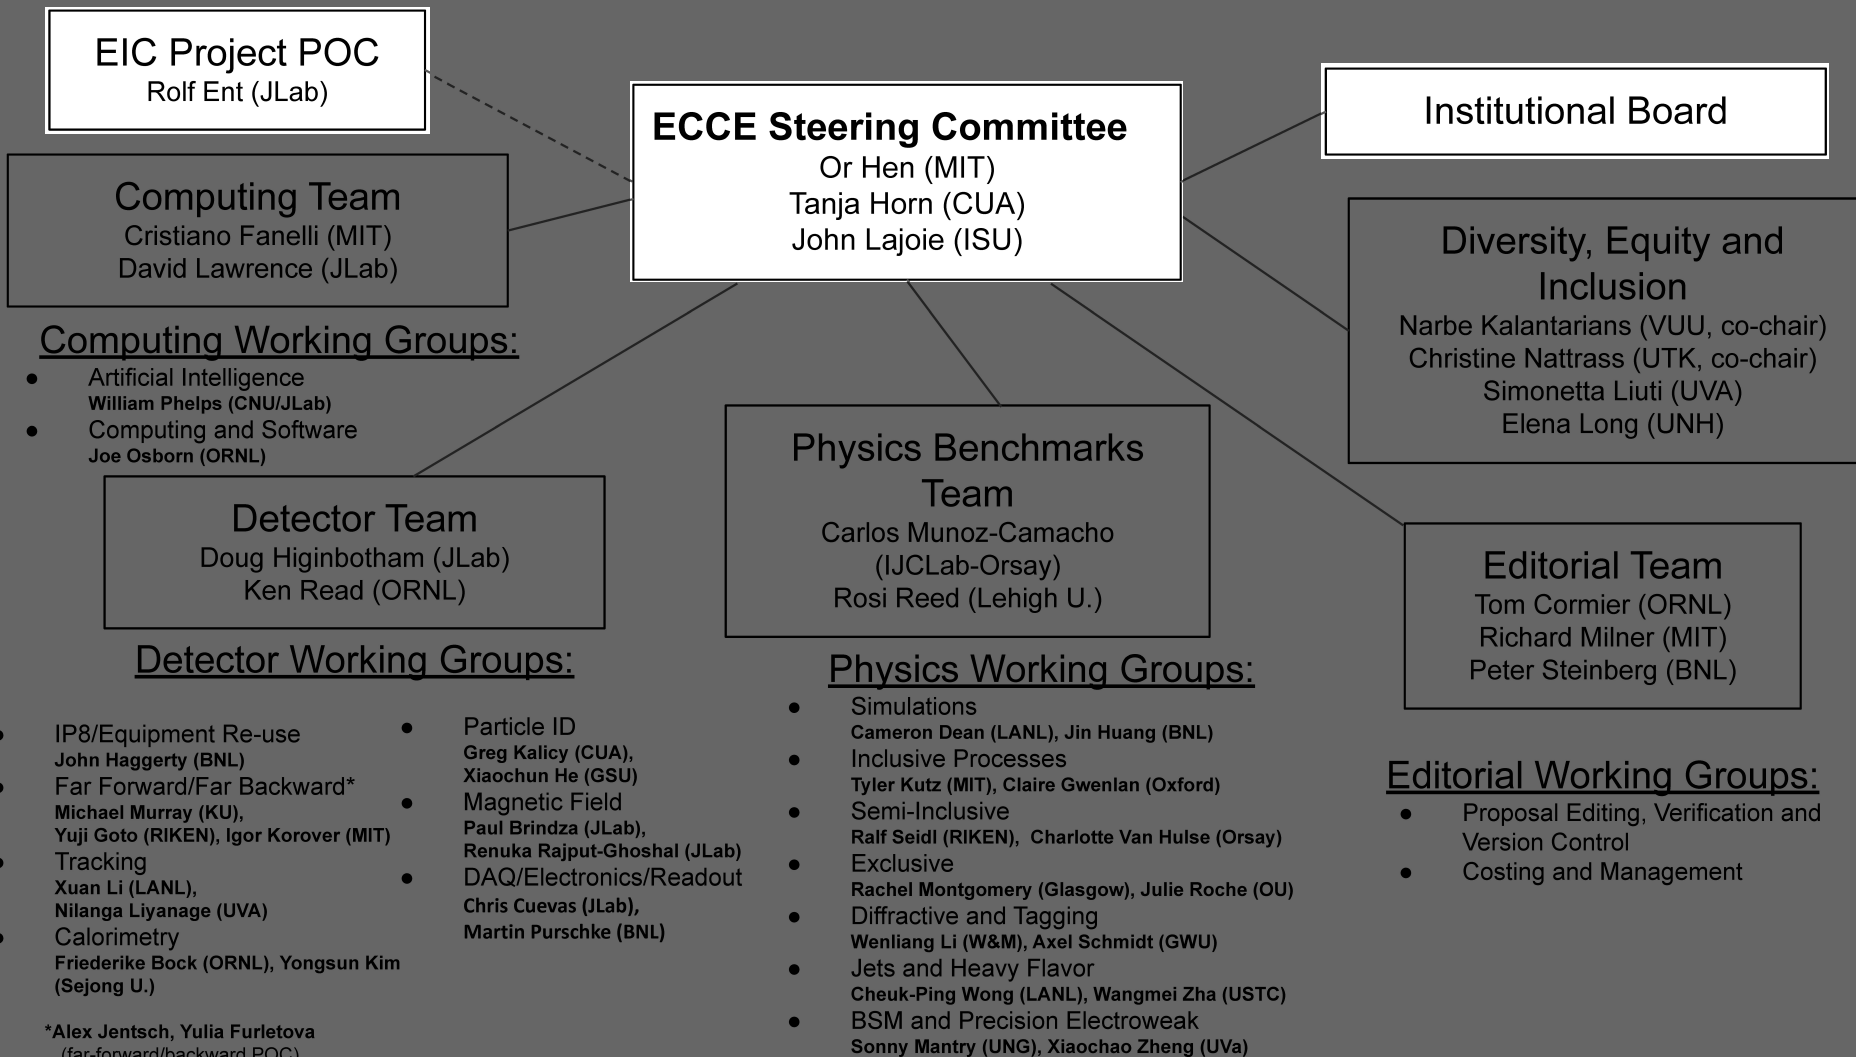 EIC Project POC
Rolf Ent (JLab)
ECCE Steering Committee
Or Hen (MIT)
Tanja Horn (CUA)
John Lajoie (ISU)
Institutional Board
Computing Team
Cristiano Fanelli (MIT)
David Lawrence (JLab)
Computing Working Groups:
● Artificial Intelligence
William Phelps (CNU/JLab)
● Computing and Software
Joe Osborn (ORNL)
Diversity, Equity and
Inclusion
Narbe Kalantarians (VUU, co-chair)
Christine Nattrass (UTK, co-chair)
Simonetta Liuti (UVA)
Elena Long (UNH)
Detector Team
Doug Higinbotham (JLab)
Ken Read (ORNL)
Detector Working Groups:
● IP8/Equipment Re-use
John Haggerty (BNL)
● Far Forward/Far Backward*
Michael Murray (KU),
Yuji Goto (RIKEN), Igor Korover (MIT)
● Tracking
Xuan Li (LANL),
Nilanga Liyanage (UVA)
● Calorimetry
Friederike Bock (ORNL), Yongsun Kim
(Sejong U.)
*Alex Jentsch, Yulia Furletova
(far-forward/backward POC)
● Particle ID
Greg Kalicy (CUA),
Xiaochun He (GSU)
● Magnetic Field
Paul Brindza (JLab),
Renuka Rajput-Ghoshal (JLab)
● DAQ/Electronics/Readout
Chris Cuevas (JLab),
Martin Purschke (BNL)
Physics Benchmarks
Team
Carlos Munoz-Camacho
(IJCLab-Orsay)
Rosi Reed (Lehigh U.)
Physics Working Groups:
● Simulations
Cameron Dean (LANL), Jin Huang (BNL)
● Inclusive Processes
Tyler Kutz (MIT), Claire Gwenlan (Oxford)
● Semi-Inclusive
Ralf Seidl (RIKEN), Charlotte Van Hulse (Orsay)
● Exclusive
Rachel Montgomery (Glasgow), Julie Roche (OU)
● Diffractive and Tagging
Wenliang Li (W&M), Axel Schmidt (GWU)
● Jets and Heavy Flavor
Cheuk-Ping Wong (LANL), Wangmei Zha (USTC)
● BSM and Precision Electroweak
Sonny Mantry (UNG), Xiaochao Zheng (UVa)
Editorial Team
Tom Cormier (ORNL)
Richard Milner (MIT)
Peter Steinberg (BNL)
Editorial Working Groups:
● Proposal Editing, Verification and
Version Control
● Costing and Management